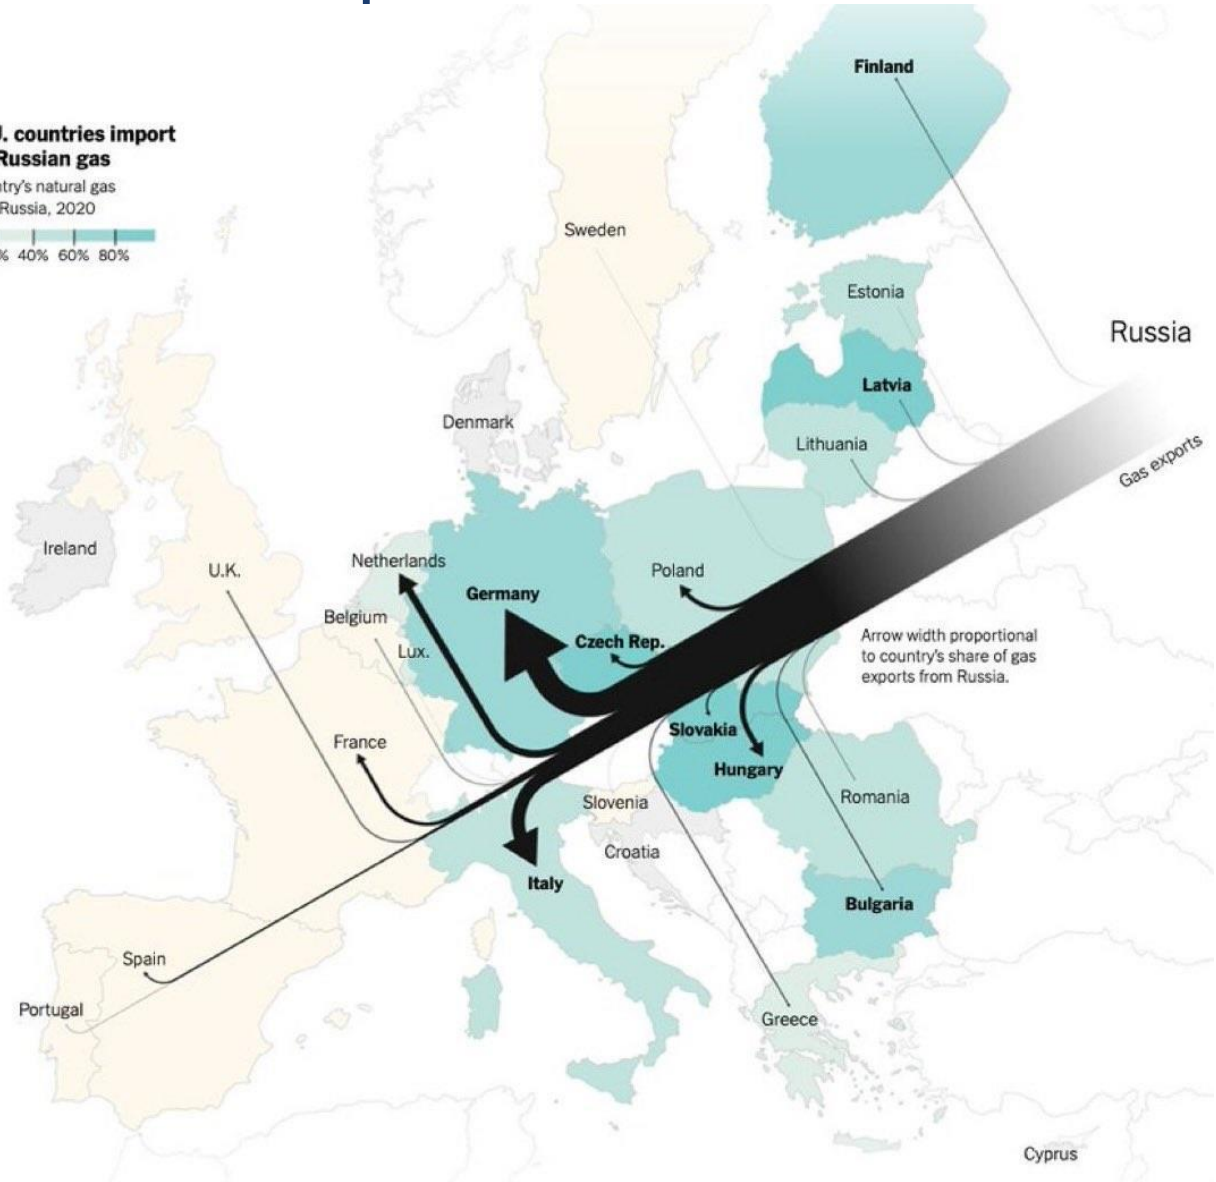 J. countries import
Russian gas
try's natural gas
Russia, 2020
% 40% 60% 80%
Finland
Sweden
Estonia
Russia
Latvia
Denmark
Lithuania
Gas exports
Ireland
Netherlands
U.K.
Poland
Germany
Belgium
Czech Rep.
Lux.
Arrow width proportional
to country's share of gas
exports from Russia.
Slovakia
France
Hungary
Slovenia
Romania
Croatia
Italy
Bulgaria
Spain
Portugal
Greece
Cyprus